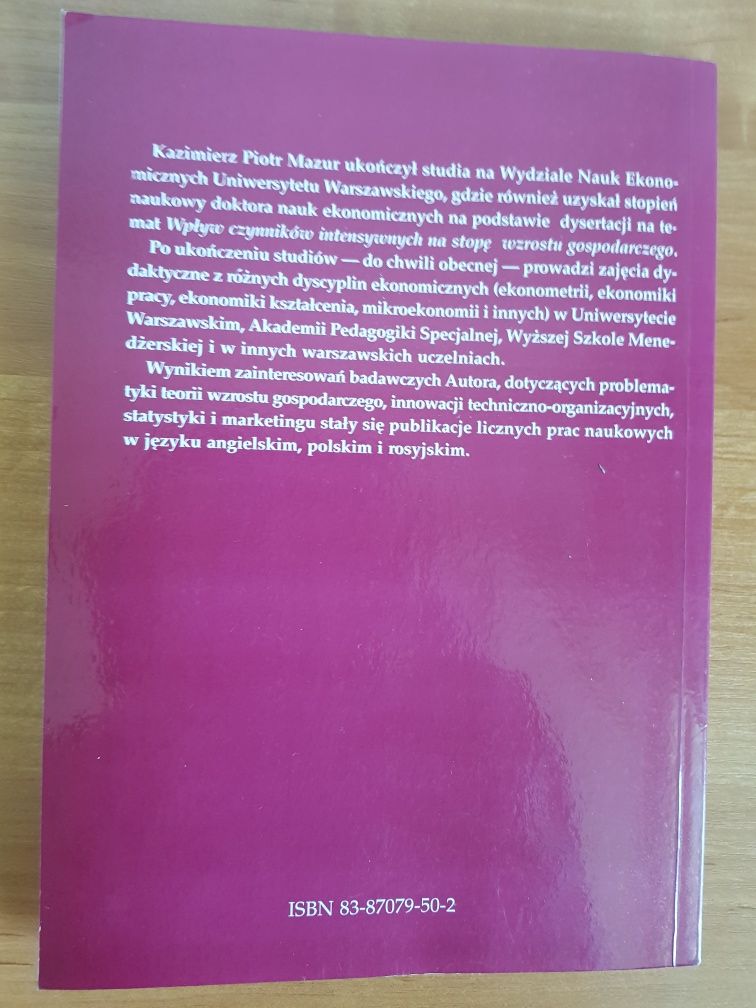 Kazimierz Piotr Mazur ukończył studia na Wydziale Nauk Ekono-
micznych Uniwersytetu Warszawskiego, gdzie również uzyskał stopień
naukowy doktora nauk ekonomicznych na podstawie dysertacji na te-
mat Wpływ czynników intensywnych na stopę wzrostu gospodarczego.
Po ukończeniu studiów — do chwili obecnej — prowadzi zajęcia dy-
daktyczne z różnych dyscyplin ekonomicznych (ekonometrii, ekonomiki
pracy, ekonomiki kształcenia, mikroekonomii i innych) w Uniwersytecie
Warszawskim, Akademii Pedagogiki Specjalnej, Wyższej Szkole Mene-
dżerskiej i w innych warszawskich uczelniach.
Wynikiem zainteresowań badawczych Autora, dotyczących problema-
tyki teorii wzrostu gospodarczego, innowacji techniczno-organizacyjnych,
statystyki i marketingu stały się publikacje licznych prac naukowych
w języku angielskim, polskim i rosyjskim.
ISBN 83-87079-50-2